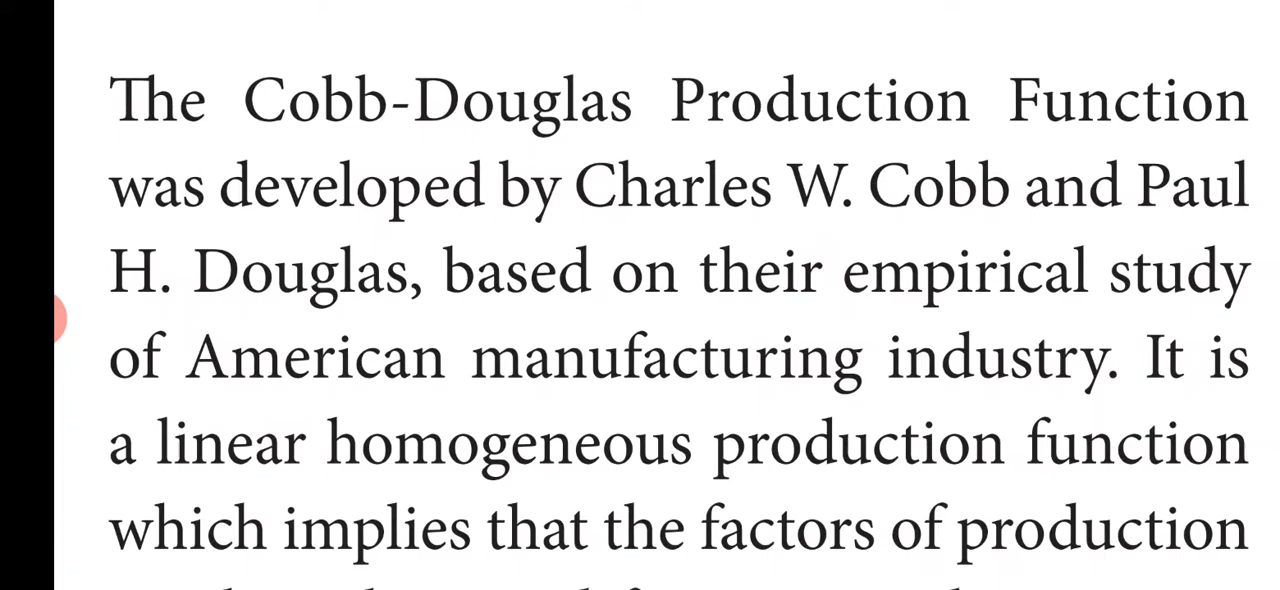 The Cobb-Douglas Production Function
was developed by Charles W. Cobb and Paul
H. Douglas, based on their empirical study
of American manufacturing industry. It is
a linear homogeneous production function
which implies that the factors of production